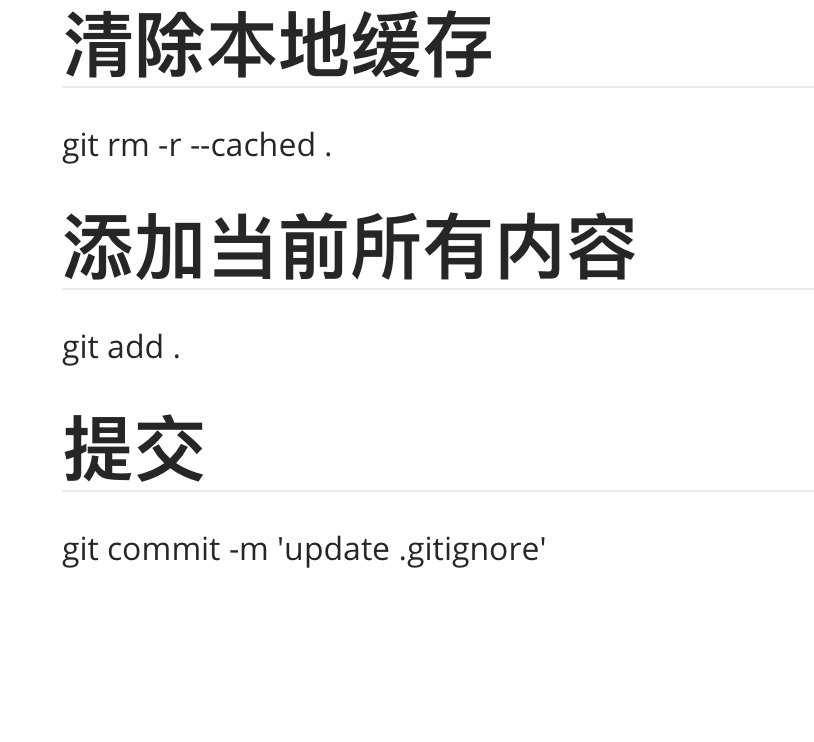 清除本地缓存
git rm -r --cached .
添加当前所有内容
git add .
提交
git commit -m 'update .gitignore'